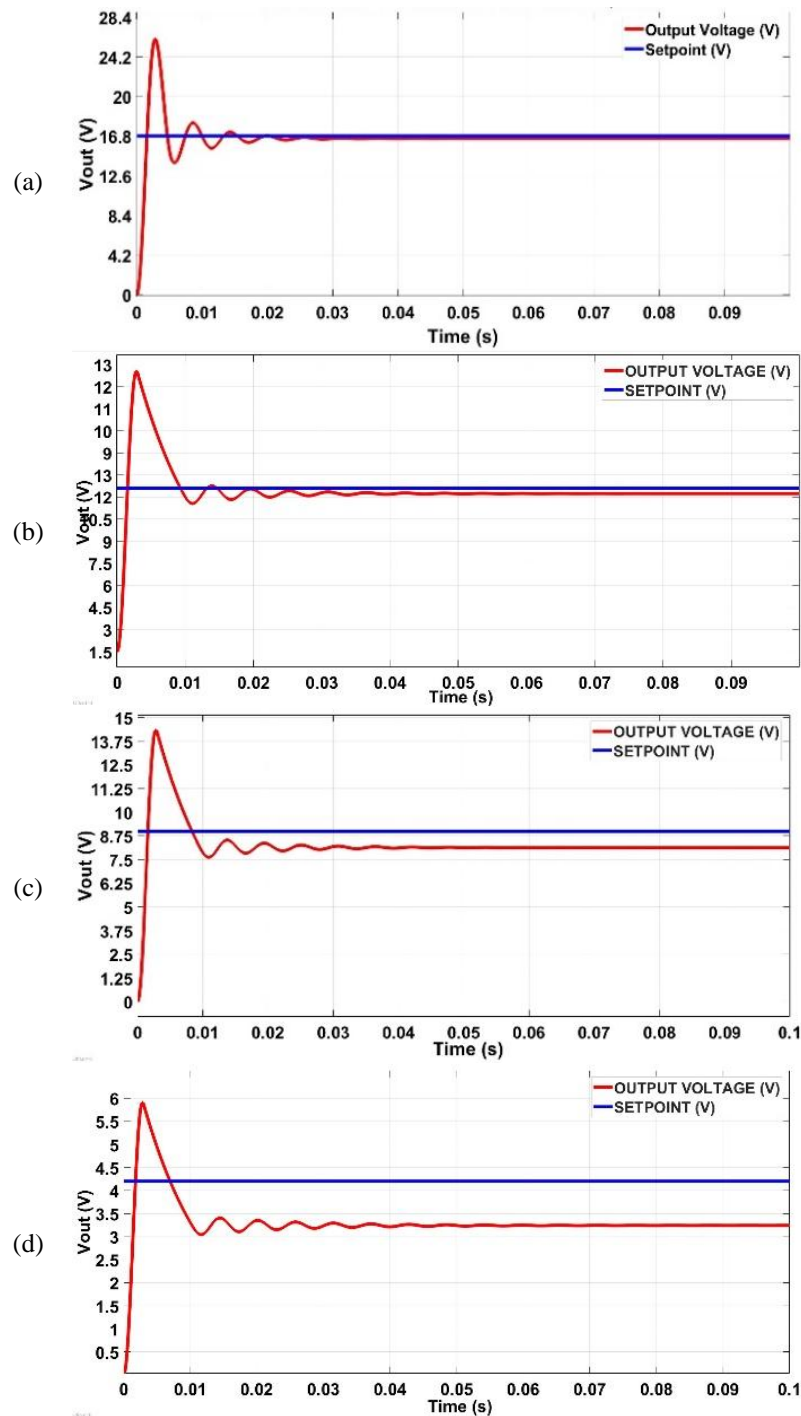 (a)
Vout (V)
28.4
24.2
20
16.8
12.6
8.4
4.2
0
Output Voltage (V)
Setpoint (V)
0 0.01 0.02 0.03 0.04 0.05 0.06 0.07 0.08 0.09
Time (s)
(b)
Vout (V)
13
12
11
10
9
13
12
10.5
9
7.5
6
4.5
3
1.5
OUTPUT VOLTAGE (V)
SETPOINT (V)
0 0.01 0.02 0.03 0.04 0.05 0.06 0.07 0.08 0.09
Time (s)
(c)
Vout (V)
15
13.75
12.5
11.25
10
8.75
7.5
6.25
5
3.75
2.5
1.25
0
OUTPUT VOLTAGE (V)
SETPOINT (V)
0 0.01 0.02 0.03 0.04 0.05 0.06 0.07 0.08 0.09 0.1
Time (s)
(d)
Vout (V)
6
5.5
5
4.5
4
3.5
3
2.5
2
1.5
1
0.5
OUTPUT VOLTAGE (V)
SETPOINT (V)
0 0.01 0.02 0.03 0.04 0.05 0.06 0.07 0.08 0.09 0.1
Time (s)